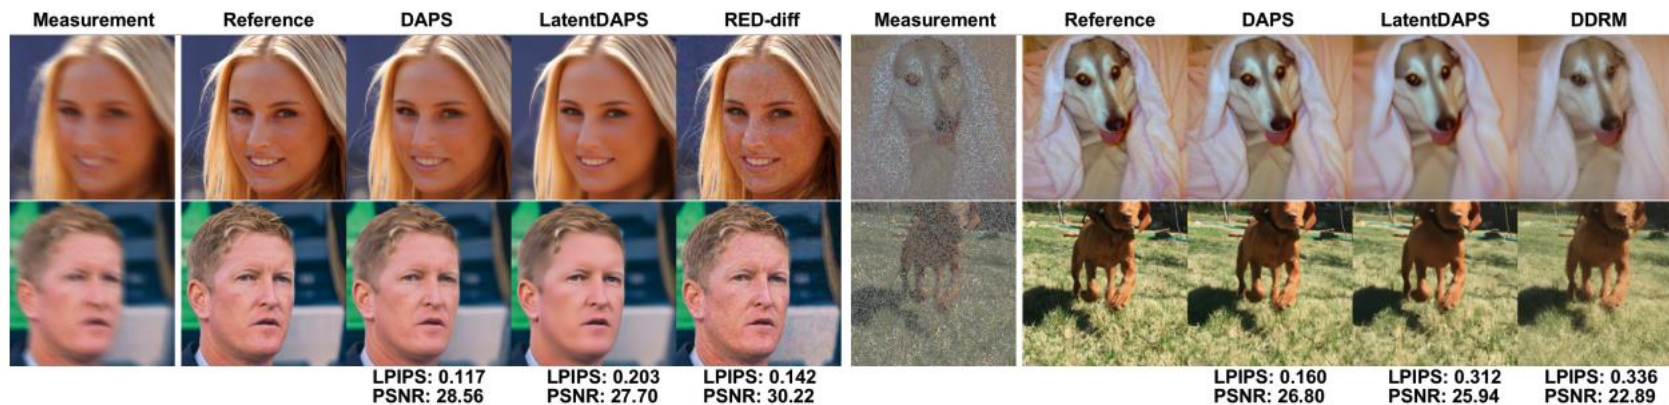 Measurement Reference DAPS LatentDAPS RED-diff Measurement Reference DAPS LatentDAPS DDRM
LPIPS: 0.117 LPIPS: 0.203 LPIPS: 0.142 LPIPS: 0.160 LPIPS: 0.312 LPIPS: 0.336
PSNR: 28.56 PSNR: 27.70 PSNR: 30.22 PSNR: 26.80 PSNR: 25.94 PSNR: 22.89